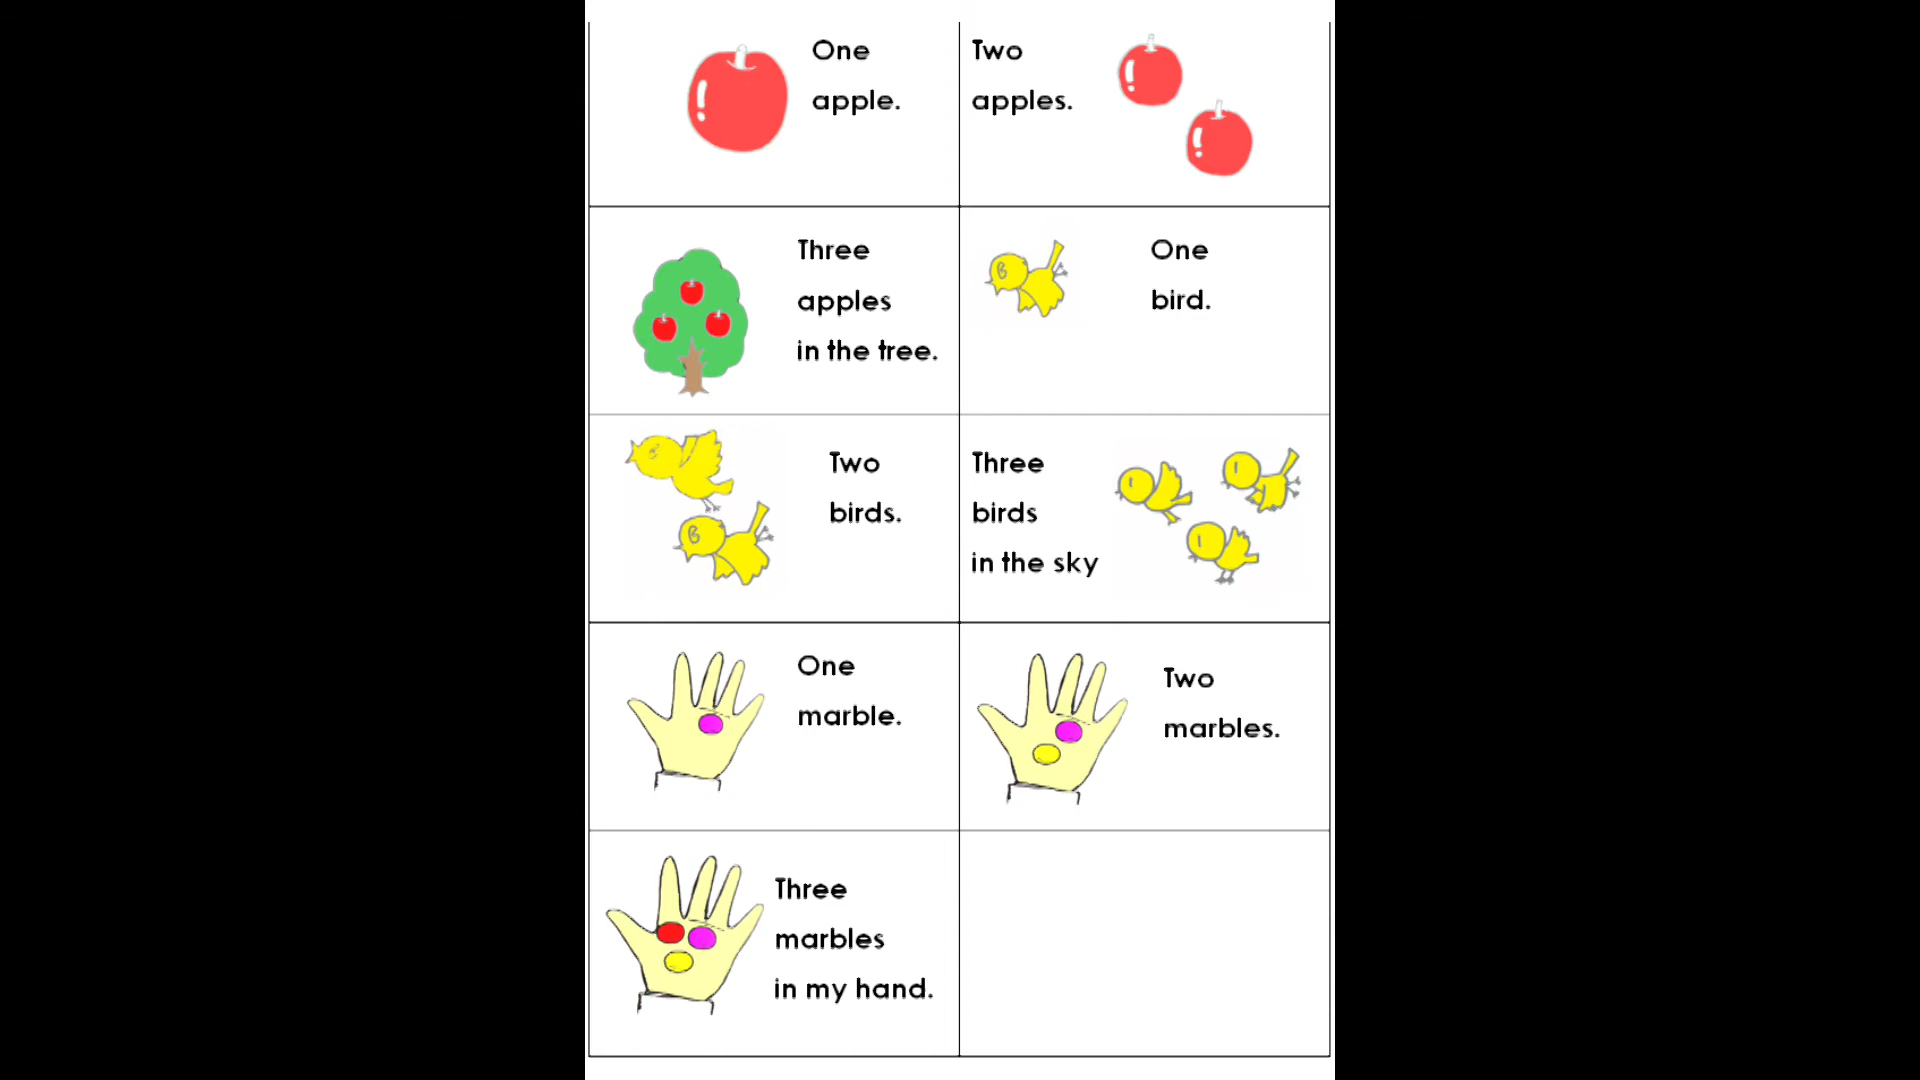 One
apple.
Two
apples.
Three
apples
in the tree.
One
bird.
Two
birds.
Three
birds
in the sky
One
marble.
Two
marbles.
Three
marbles
in my hand.